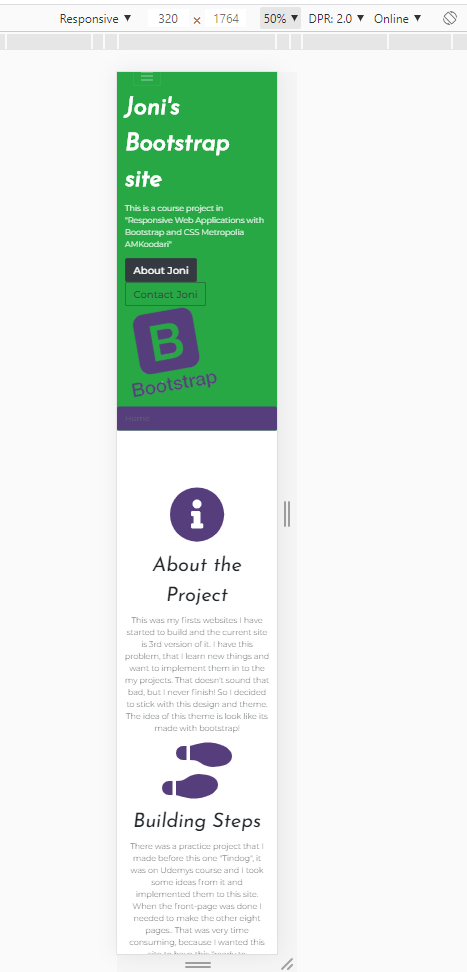 Responsive ▼ 320 × 1764 50% ▼ DPR: 2.0 ▼ Online ▼
Joni's
Bootstrap
site
This is a course project in
"Responsive Web Applications with
Bootstrap and CSS Metropolia
AMKoodari"
About Joni
Contact Joni
B
Bootstrap
Home
About the
Project
This was my firsts websites I have
started to build and the current site
is 3rd version of it. I have this
problem, that I learn new things and
want to implement them in to the
my projects. That doesn't sound that
bad, but I never finish! So I decided
to stick with this design and theme.
The idea of this theme is look like its
made with bootstrap!
Building Steps
There was a practice project that I
made before this one "Tindog", it
was on Udemys course and I took
some ideas from it and
implemented them to this site.
When the front-page was done I
needed to make the other eight
pages.. That was very time
consuming, because I wanted this
site to have this "ready to